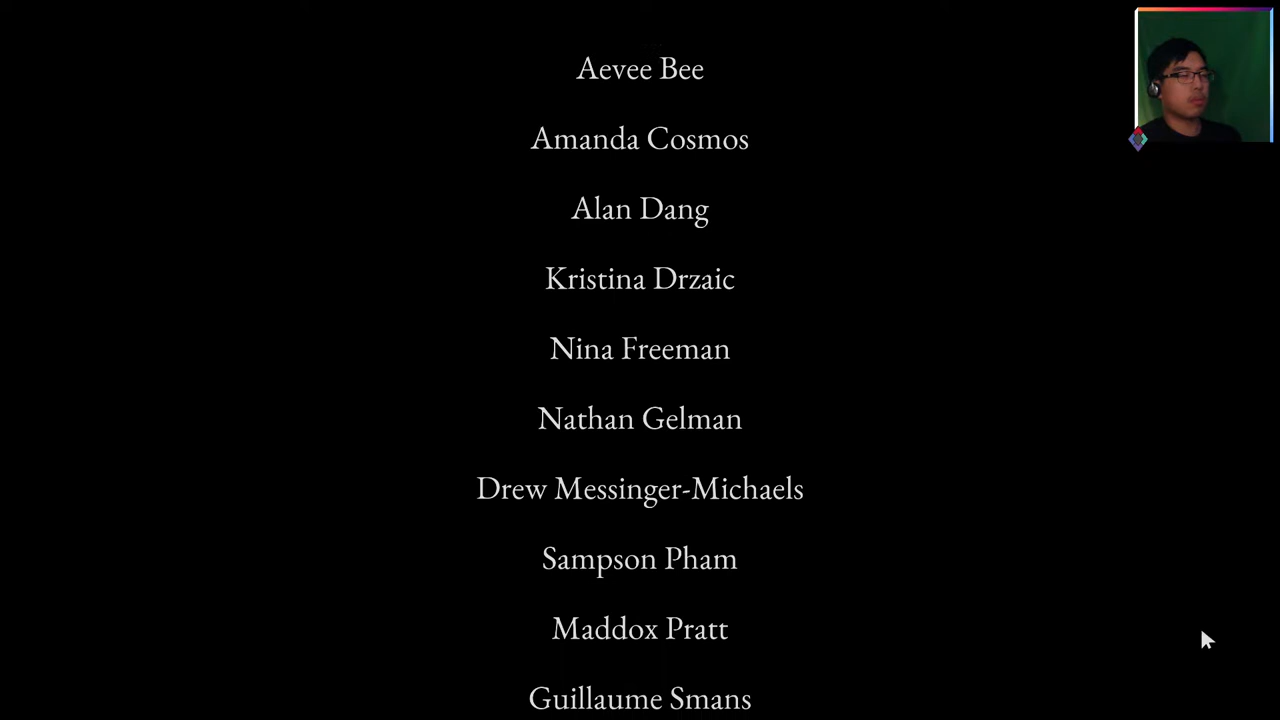 Aevee Bee
Amanda Cosmos
Alan Dang
Kristina Drzaic
Nina Freeman
Nathan Gelman
Drew Messinger-Michaels
Sampson Pham
Maddox Pratt
Guillaume Smans